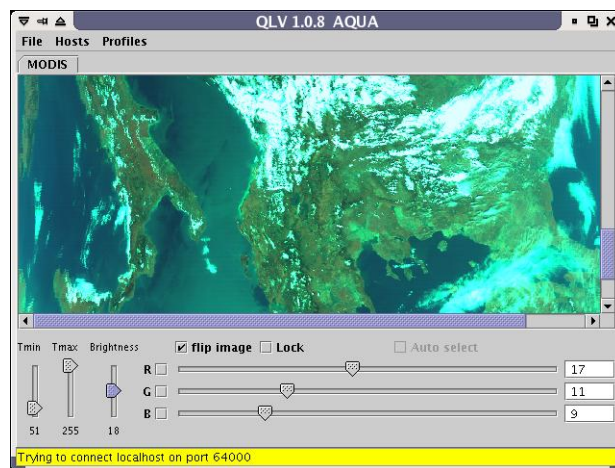 QLV 1.0.8 AQUA
File Hosts Profiles
MODIS
Tmin Tmax Brightness flip image Lock Auto select
R 17
G 11
B 9
51 255 18
Trying to connect localhost on port 64000